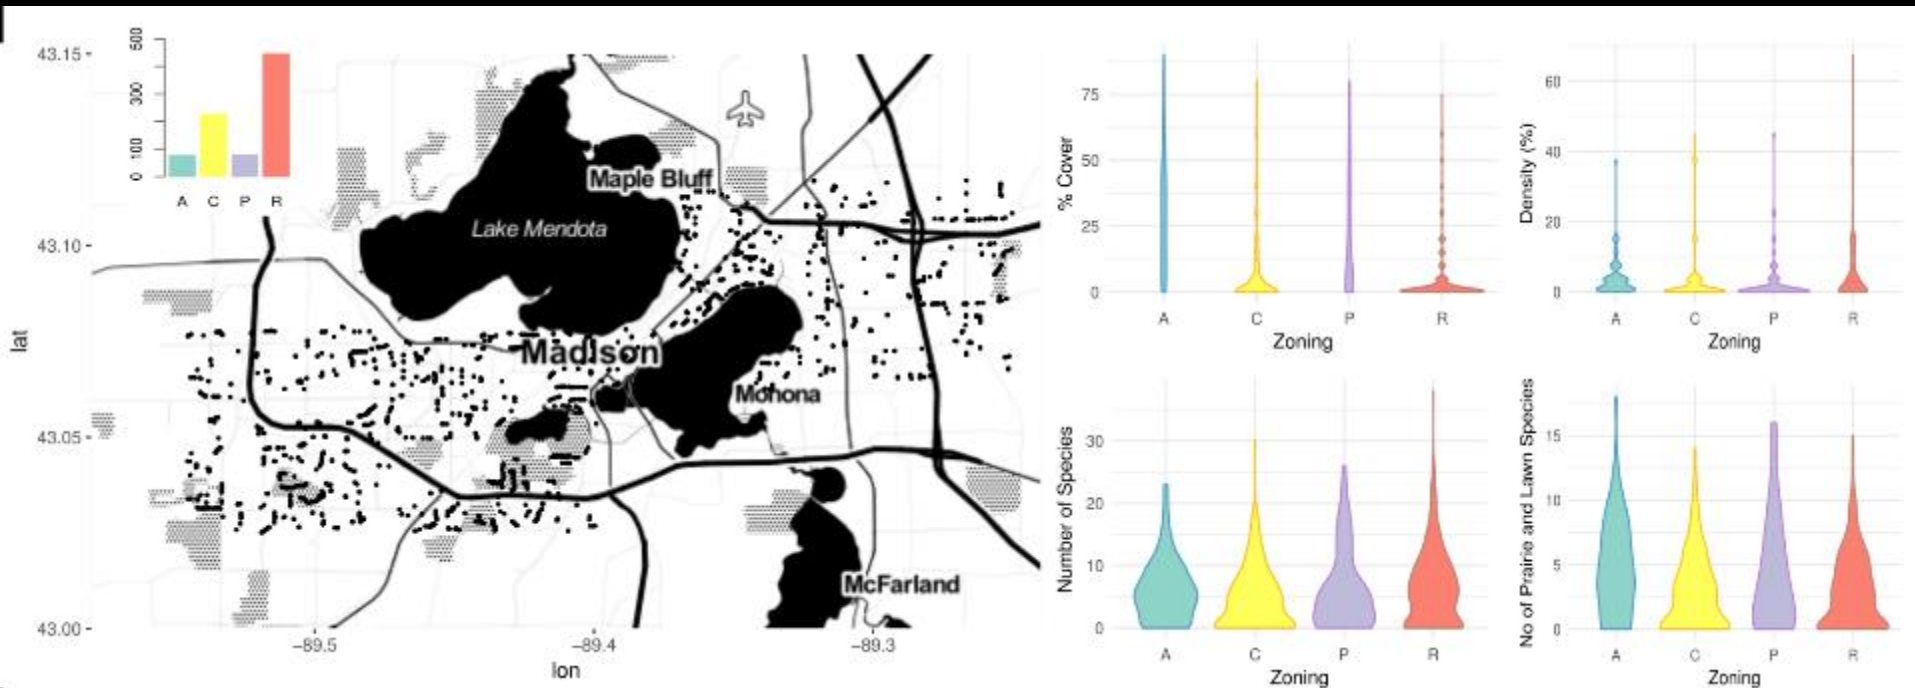 43.15
43.10
43.05
43.00
lat
−89.5
−89.4
−89.3
lon
500
300
100
0
A C P R
Maple Bluff
Lake Mendota
Madison
Mohona
McFarland
% Cover
75
50
25
0
A C P R
Zoning
Density (%)
60
40
20
0
A C P R
Zoning
Number of Species
30
20
10
0
A C P R
Zoning
No of Prairie and Lawn Species
15
10
5
0
A C P R
Zoning